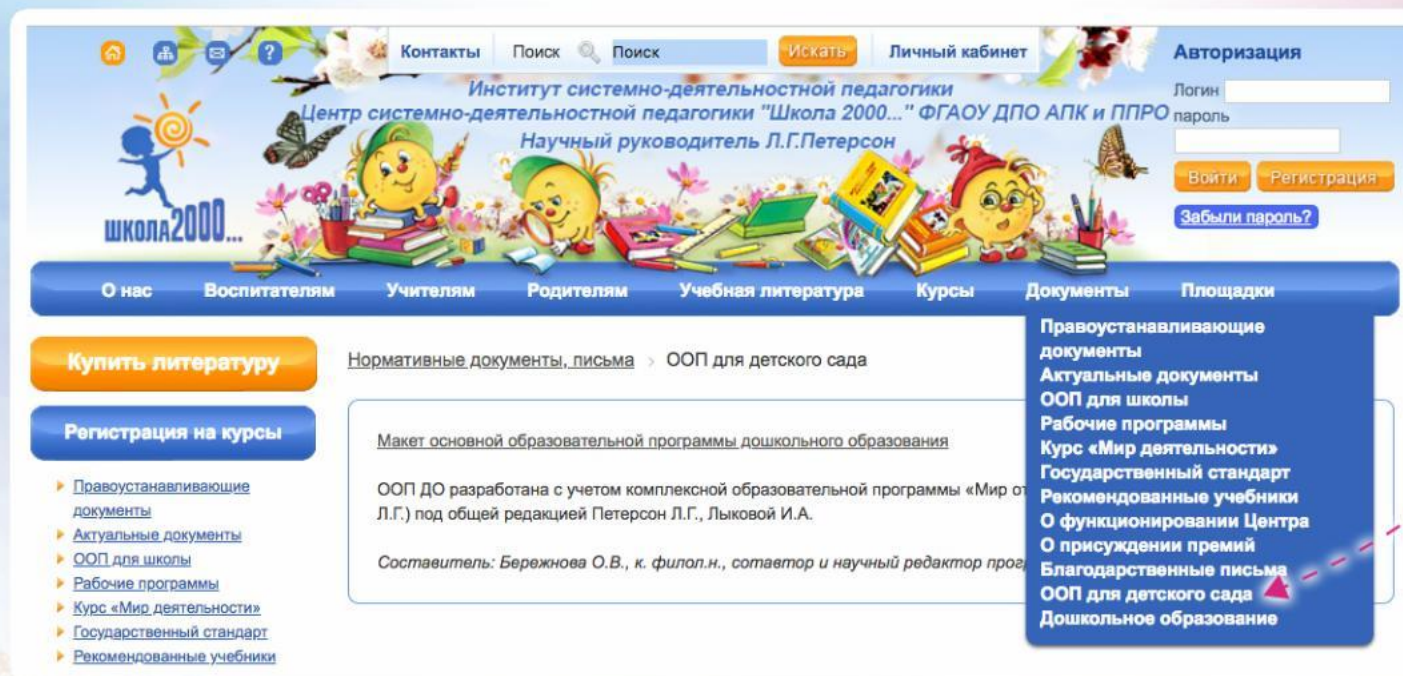 Контакты
Поиск
Поиск
Искать
Личный кабинет
Авторизация
Логин
пароль
Войти
Регистрация
Забыли пароль?
Институт системно-деятельностной педагогики
Центр системно-деятельностной педагогики "Школа 2000..." ФГАОУ ДПО АПК и ППРО
Научный руководитель Л.Г.Петерсон
школа2000...
О нас
Воспитателям
Учителям
Родителям
Учебная литература
Курсы
Документы
Площадки
Купить литературу
Регистрация на курсы
Правоустанавливающие
документы
Актуальные документы
ООП для школы
Рабочие программы
Курс «Мир деятельности»
Государственный стандарт
Рекомендованные учебники
Нормативные документы, письма › ООП для детского сада
Макет основной образовательной программы дошкольного образования
ООП ДО разработана с учетом комплексной образовательной программы «Мир от
Л.Г.) под общей редакцией Петерсон Л.Г., Лыковой И.А.
Составитель: Бережнова О.В., к. филол.н., сотавтор и научный редактор прог
Правоустанавливающие
документы
Актуальные документы
ООП для школы
Рабочие программы
Курс «Мир деятельности»
Государственный стандарт
Рекомендованные учебники
О функционировании Центра
О присуждении премий
Благодарственные письма
ООП для детского сада
Дошкольное образование